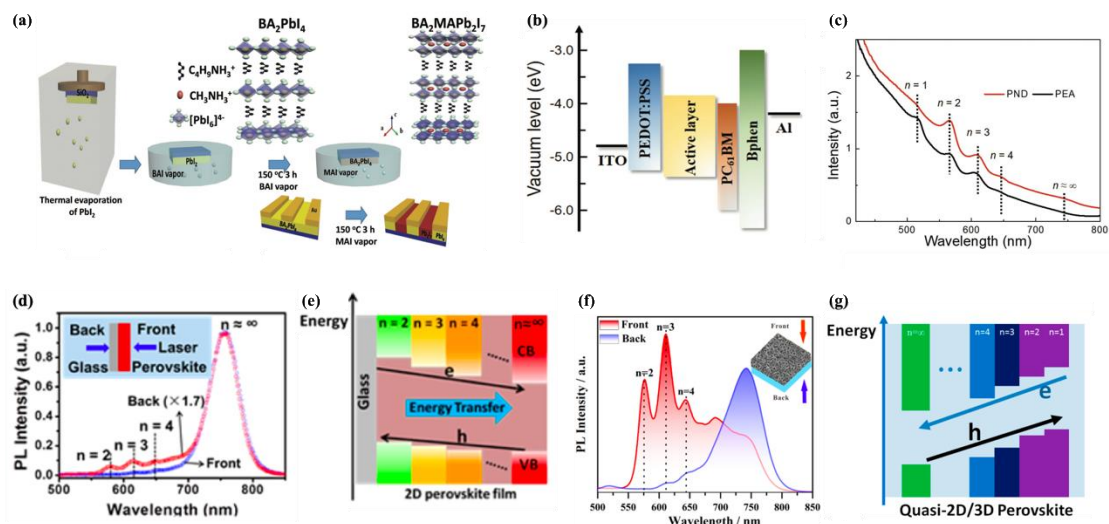 (a)
BA₂PbI₄
BA₂MAPb₂I₇
SiO₂
C₄H₉NH₃⁺
CH₃NH₃⁺
[PbI₆]⁴⁻
PbI₂
BAI vapor
BA₂PbI₄
MAI vapor
150 °C 3 h
BAI vapor
Thermal evaporation
of PbI₂
BA₂PbI₄
150 °C 3 h
MAI vapor
(b)
Vacuum level (eV)
-3.0
-4.0
-5.0
-6.0
ITO
PEDOT:PSS
Active layer
PC₆₁BM
Bphen
Al
(c)
Intensity (a.u.)
2
1
0
n = 1
n = 2
n = 3
n = 4
n ≈ ∞
PND
PEA
500 600 700 800
Wavelength (nm)
(d)
PL Intensity (a.u.)
1.0
0.8
0.6
0.4
0.2
0.0
Back Front
Laser
Glass Perovskite
n ≈ ∞
Back (×1.7)
n = 4
n = 3
n = 2
Front
500 600 700 800
Wavelength (nm)
(e)
Energy
n = 2 n = 3 n = 4 n=∞
CB
Glass
e
Energy Transfer
h
VB
2D perovskite film
(f)
PL Intensity / a.u.
Front
Back
n=2
n=3
n=4
Front
Back
500 550 600 650 700 750 800 850
Wavelength / nm
(g)
Energy
n=∞ n=4 n=3 n=2 n=1
e
h
Quasi-2D/3D Perovskite